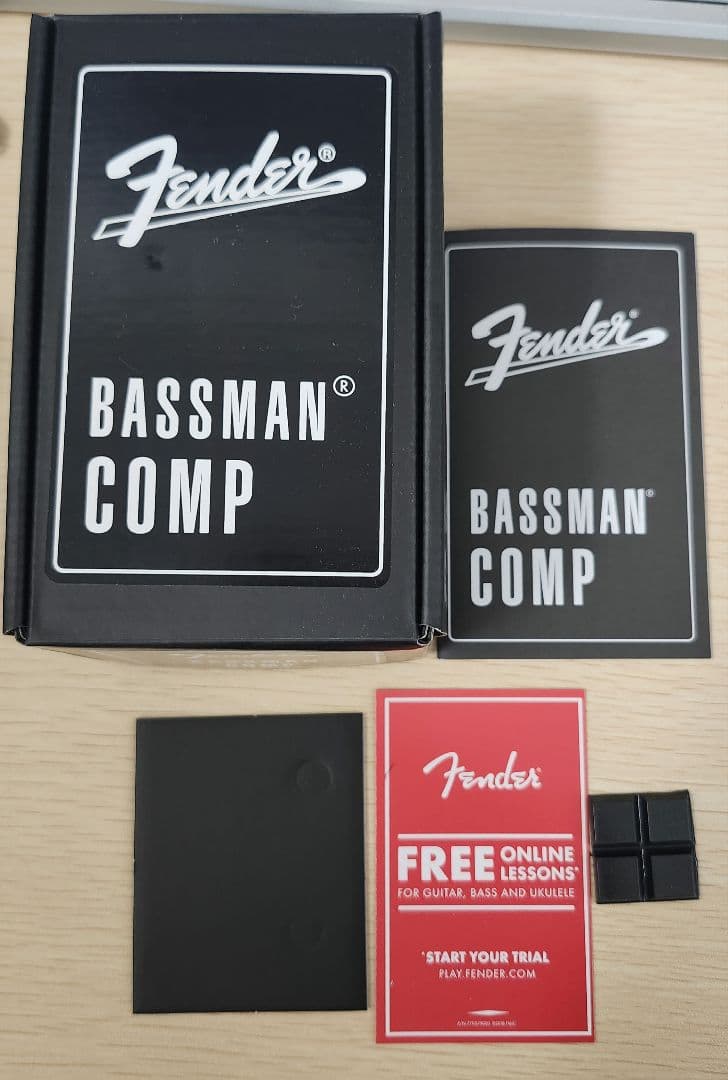 Fender®
BASSMAN®
COMP
Fender®
BASSMAN®
COMP
Fender®
FREE ONLINE LESSONS*
FOR GUITAR, BASS AND UKULELE
*START YOUR TRIAL
PLAY.FENDER.COM